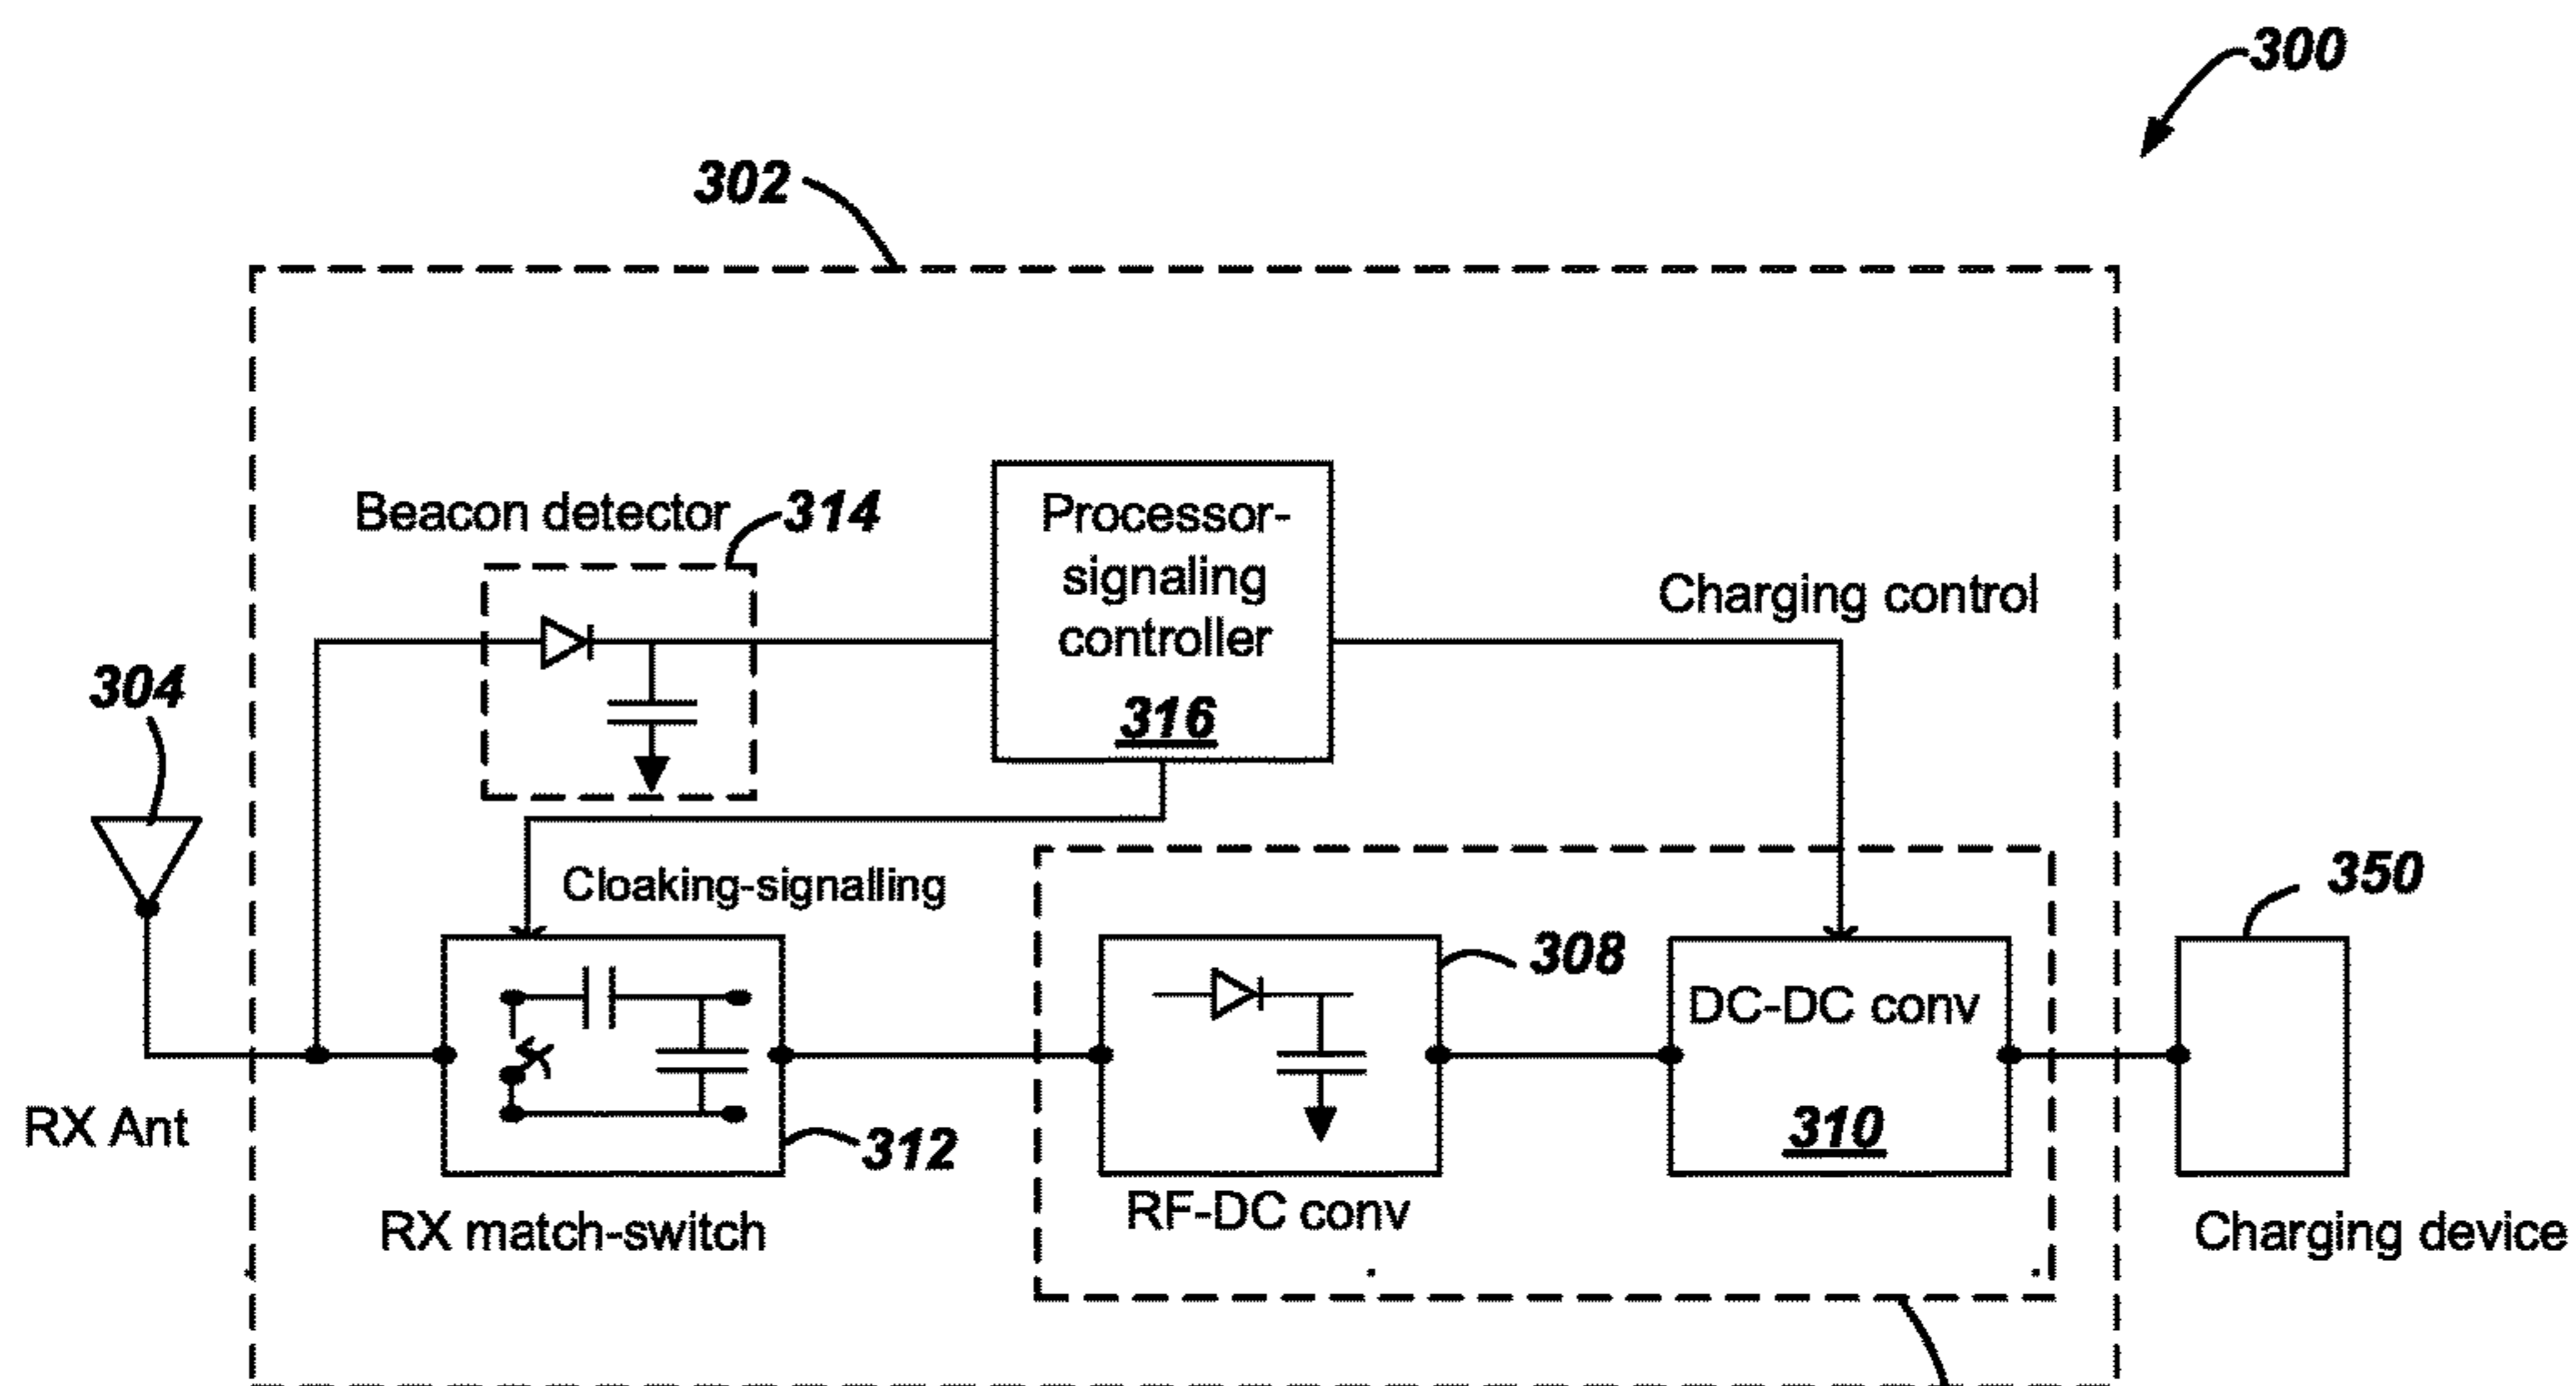 300
302
Beacon detector 314
Processor-
signaling
controller
316
Charging control
304
Cloaking-signalling
350
308
DC-DC conv
310
RX Ant
312
RF-DC conv
RX match-switch
Charging device